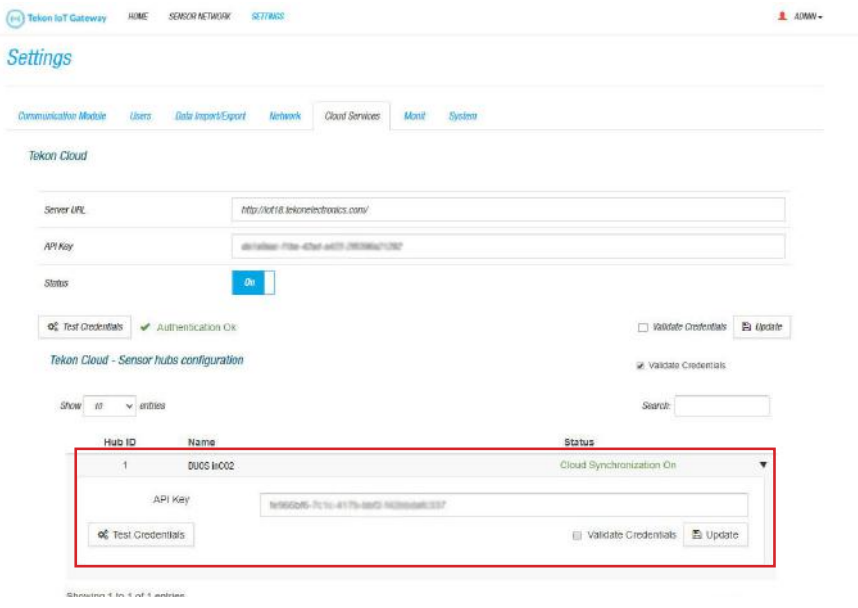 Tekon IoT Gateway HOME SENSOR NETWORK SETTINGS ADMIN
Settings
Communication Module Users Data Import/Export Network Cloud Services Monit System
Tekon Cloud
Server URL http://iot18.tekonelectronics.com/
API Key
Status On
Test Credentials Authentication Ok Validate Credentials Update
Tekon Cloud - Sensor hubs configuration Validate Credentials
Show 10 entries Search:
Hub ID Name Status
1 DUOS inCO2 Cloud Synchronization On
API Key
Test Credentials Validate Credentials Update
Showing 1 to 1 of 1 entries